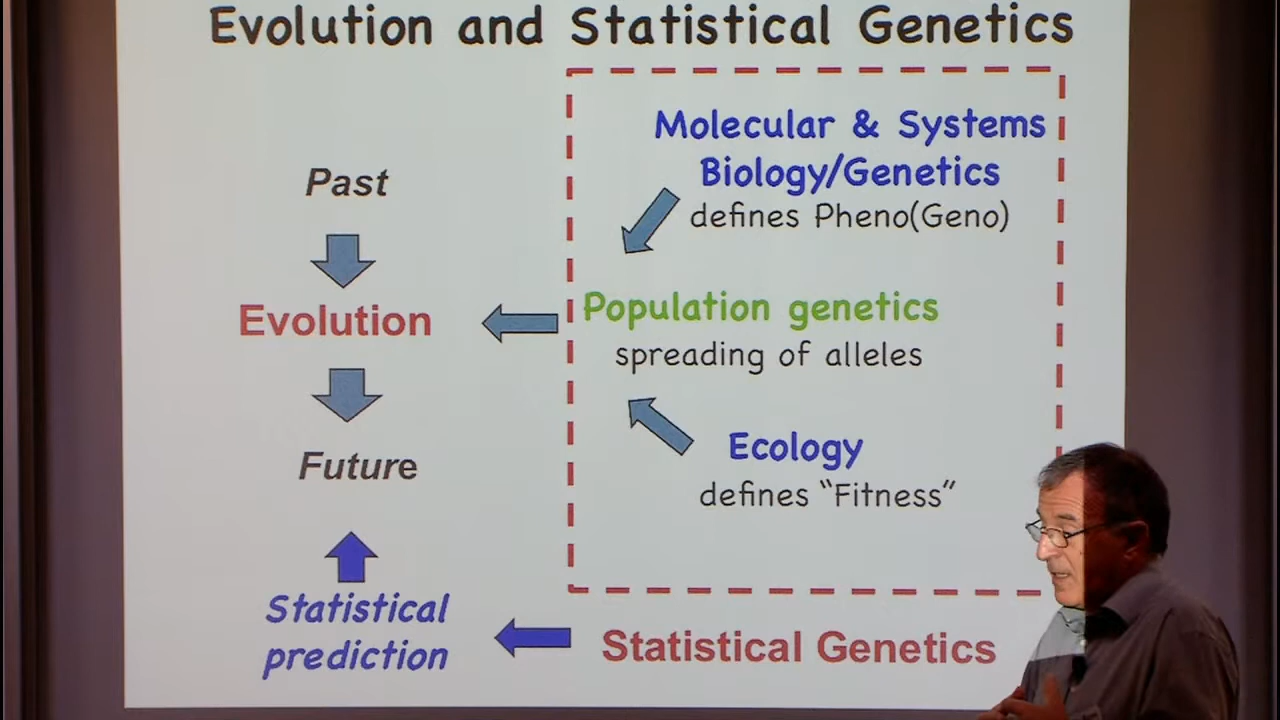 Evolution and Statistical Genetics
Past
Evolution
Future
Statistical
prediction
Molecular & Systems
Biology/Genetics
defines Pheno(Geno)
Population genetics
spreading of alleles
Ecology
defines “Fitness”
Statistical Genetics